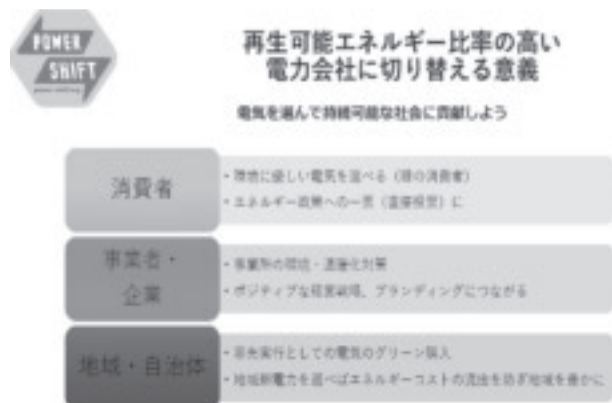 POWER
SHIFT
再生可能エネルギー比率の高い
電力会社に切り替える意義
電気を選んで持続可能な社会に貢献しよう
消費者
・環境に優しい電気を選べる（緑の消費者）
・エネルギー政策への一票（直接投票）に
事業者・
企業
・事業所の環境・温暖化対策
・ポジティブな経営戦略、ブランディングにつながる
地域・自治体
・率先実行としての電気のグリーン購入
・地域新電力を選べばエネルギーコストの流出を防ぎ地域を豊かに